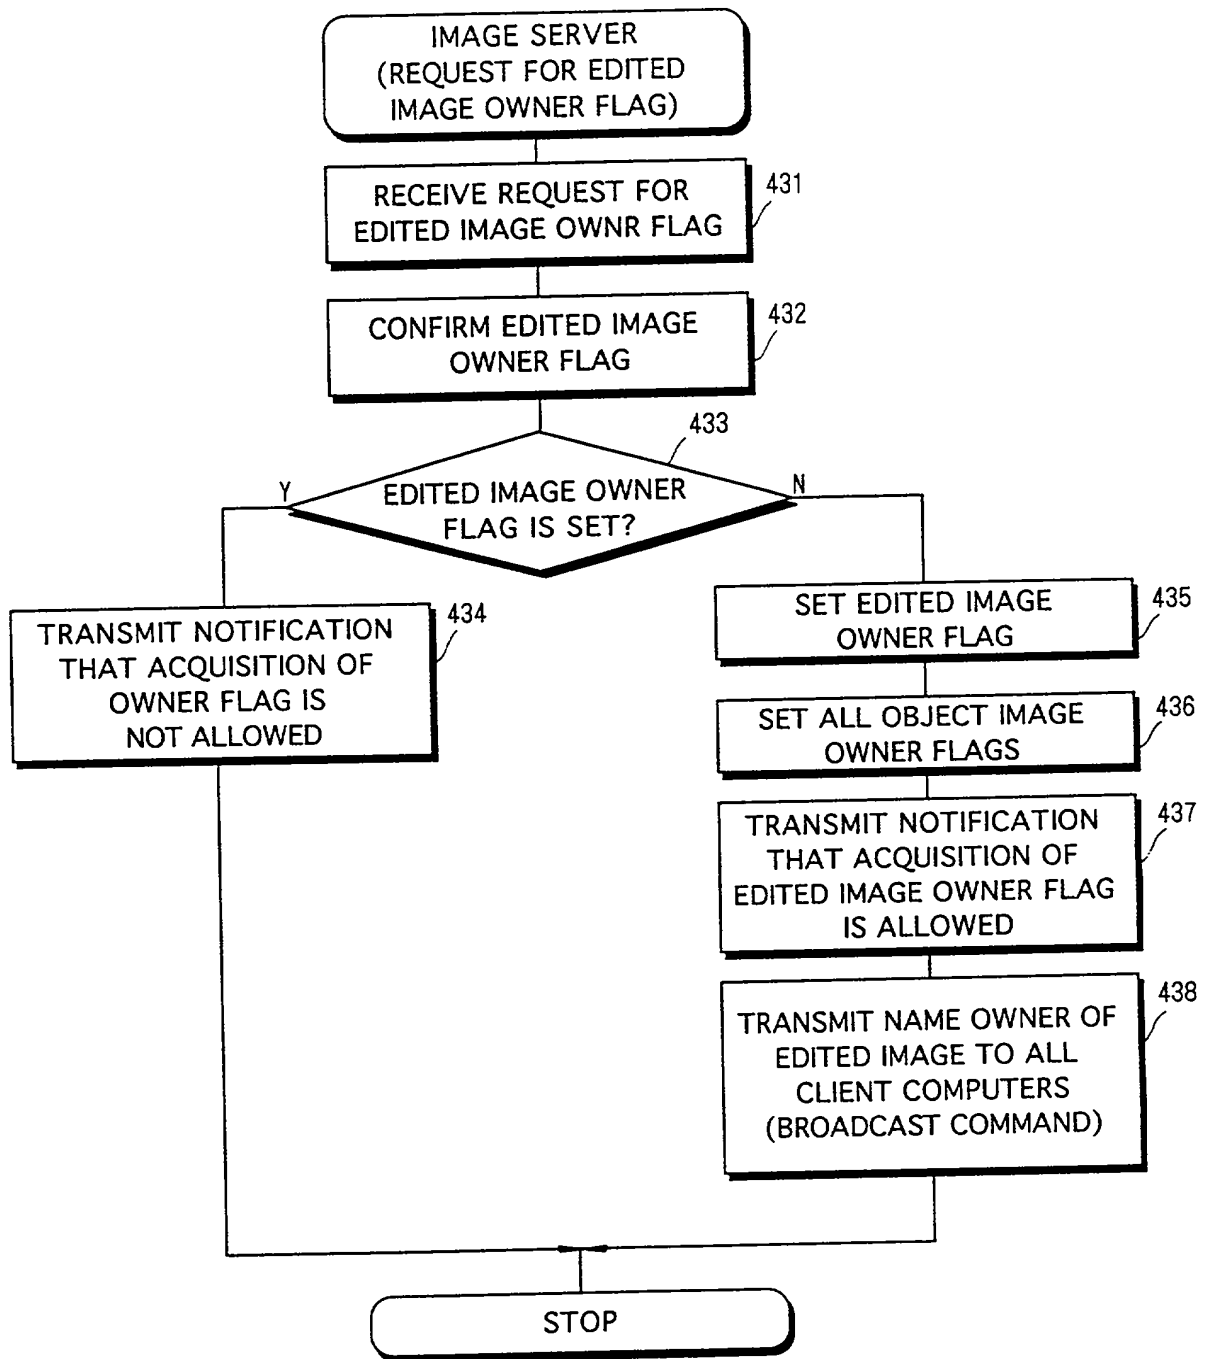 IMAGE SERVER
(REQUEST FOR EDITED
IMAGE OWNER FLAG)
RECEIVE REQUEST FOR
EDITED IMAGE OWNR FLAG
431
CONFIRM EDITED IMAGE
OWNER FLAG
432
433
Y
EDITED IMAGE OWNER
FLAG IS SET?
N
TRANSMIT NOTIFICATION
THAT ACQUISITION OF
OWNER FLAG IS
NOT ALLOWED
434
SET EDITED IMAGE
OWNER FLAG
435
SET ALL OBJECT IMAGE
OWNER FLAGS
436
TRANSMIT NOTIFICATION
THAT ACQUISITION OF
EDITED IMAGE OWNER FLAG
IS ALLOWED
437
TRANSMIT NAME OWNER OF
EDITED IMAGE TO ALL
CLIENT COMPUTERS
(BROADCAST COMMAND)
438
STOP